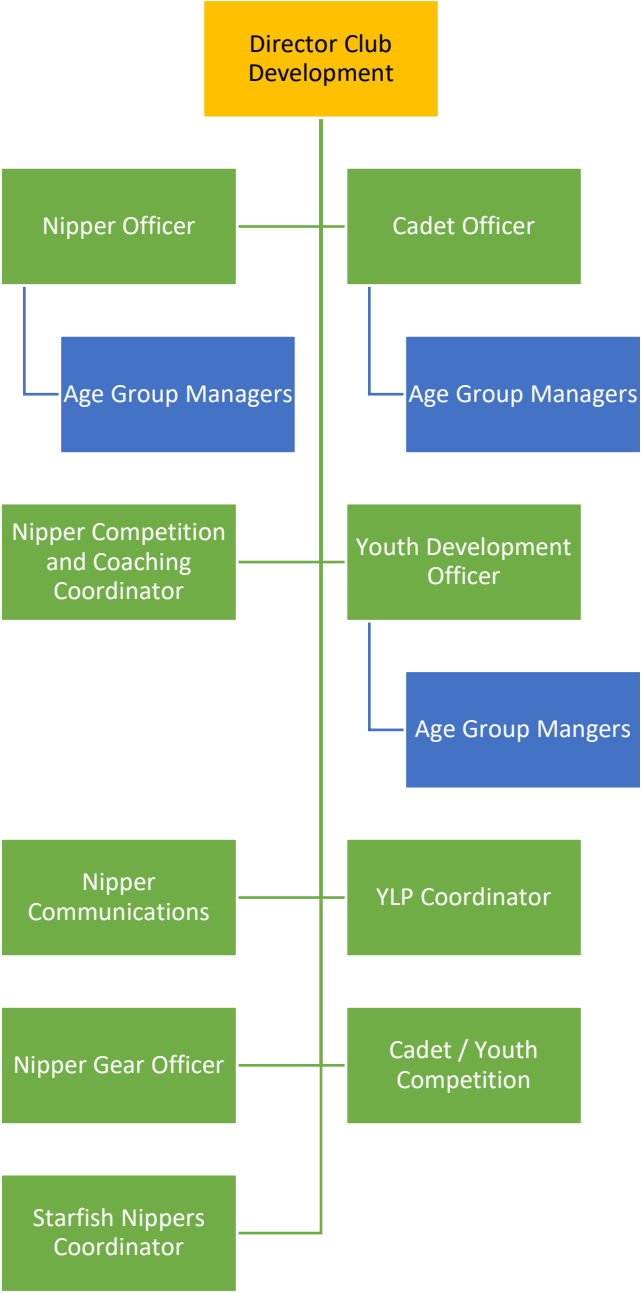 Director Club
Development
Nipper Officer
Cadet Officer
Age Group Managers
Age Group Managers
Nipper Competition
and Coaching
Coordinator
Youth Development
Officer
Age Group Mangers
Nipper
Communications
YLP Coordinator
Nipper Gear Officer
Cadet / Youth
Competition
Starfish Nippers
Coordinator